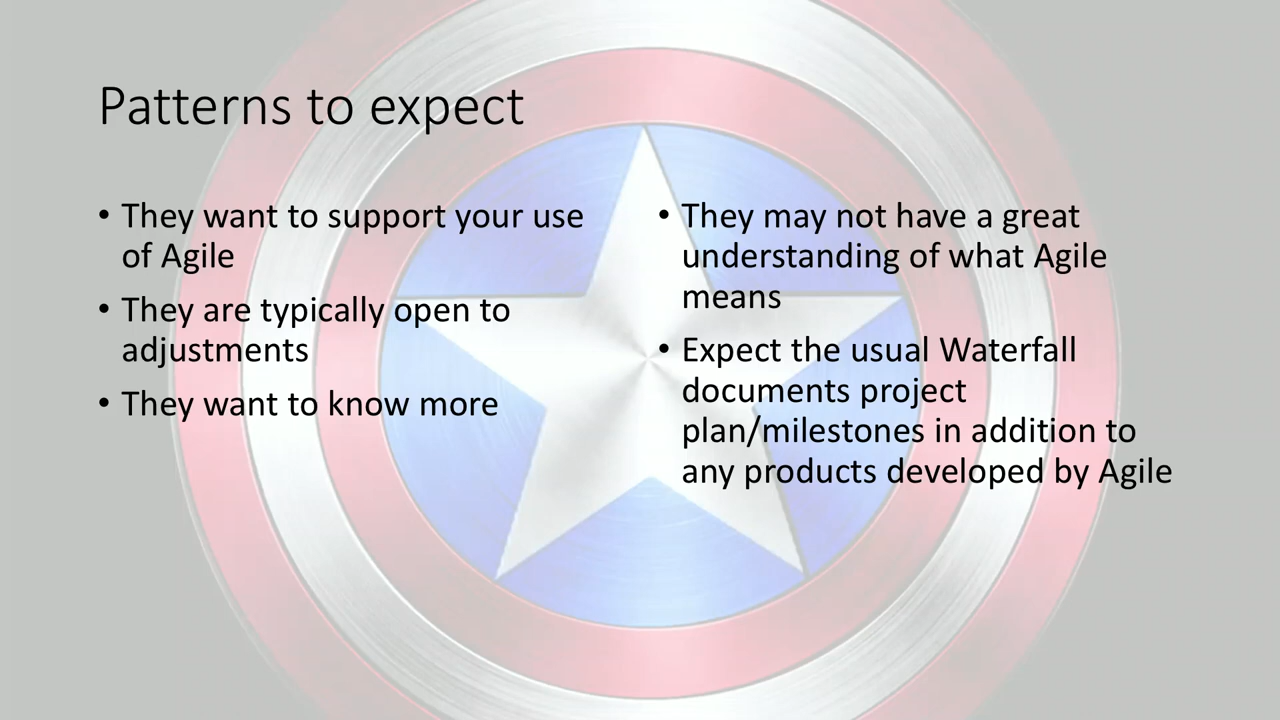 Patterns to expect
• They want to support your use
of Agile
• They are typically open to
adjustments
• They want to know more
• They may not have a great
understanding of what Agile
means
• Expect the usual Waterfall
documents project
plan/milestones in addition to
any products developed by Agile